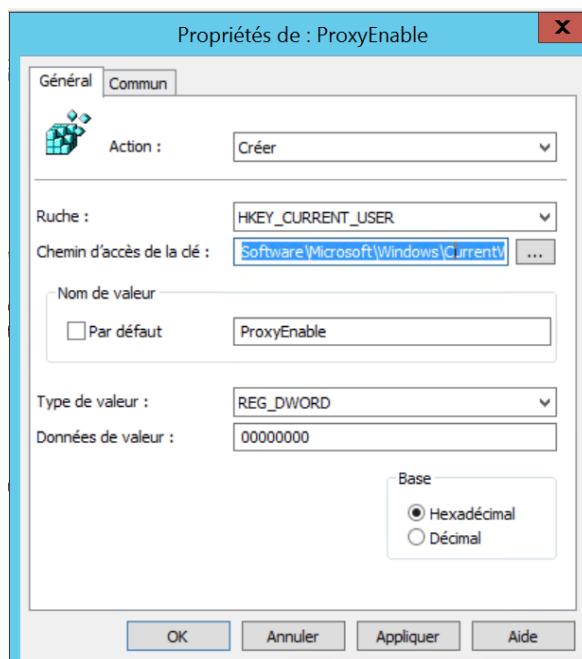 Propriétés de : ProxyEnable
X
Général Commun
Action : Créer
Ruche : HKEY_CURRENT_USER
Chemin d'accès de la clé : Software\Microsoft\Windows\CurrentV ...
Nom de valeur
Par défaut ProxyEnable
Type de valeur : REG_DWORD
Données de valeur : 00000000
Base
Hexadécimal
Décimal
OK Annuler Appliquer Aide